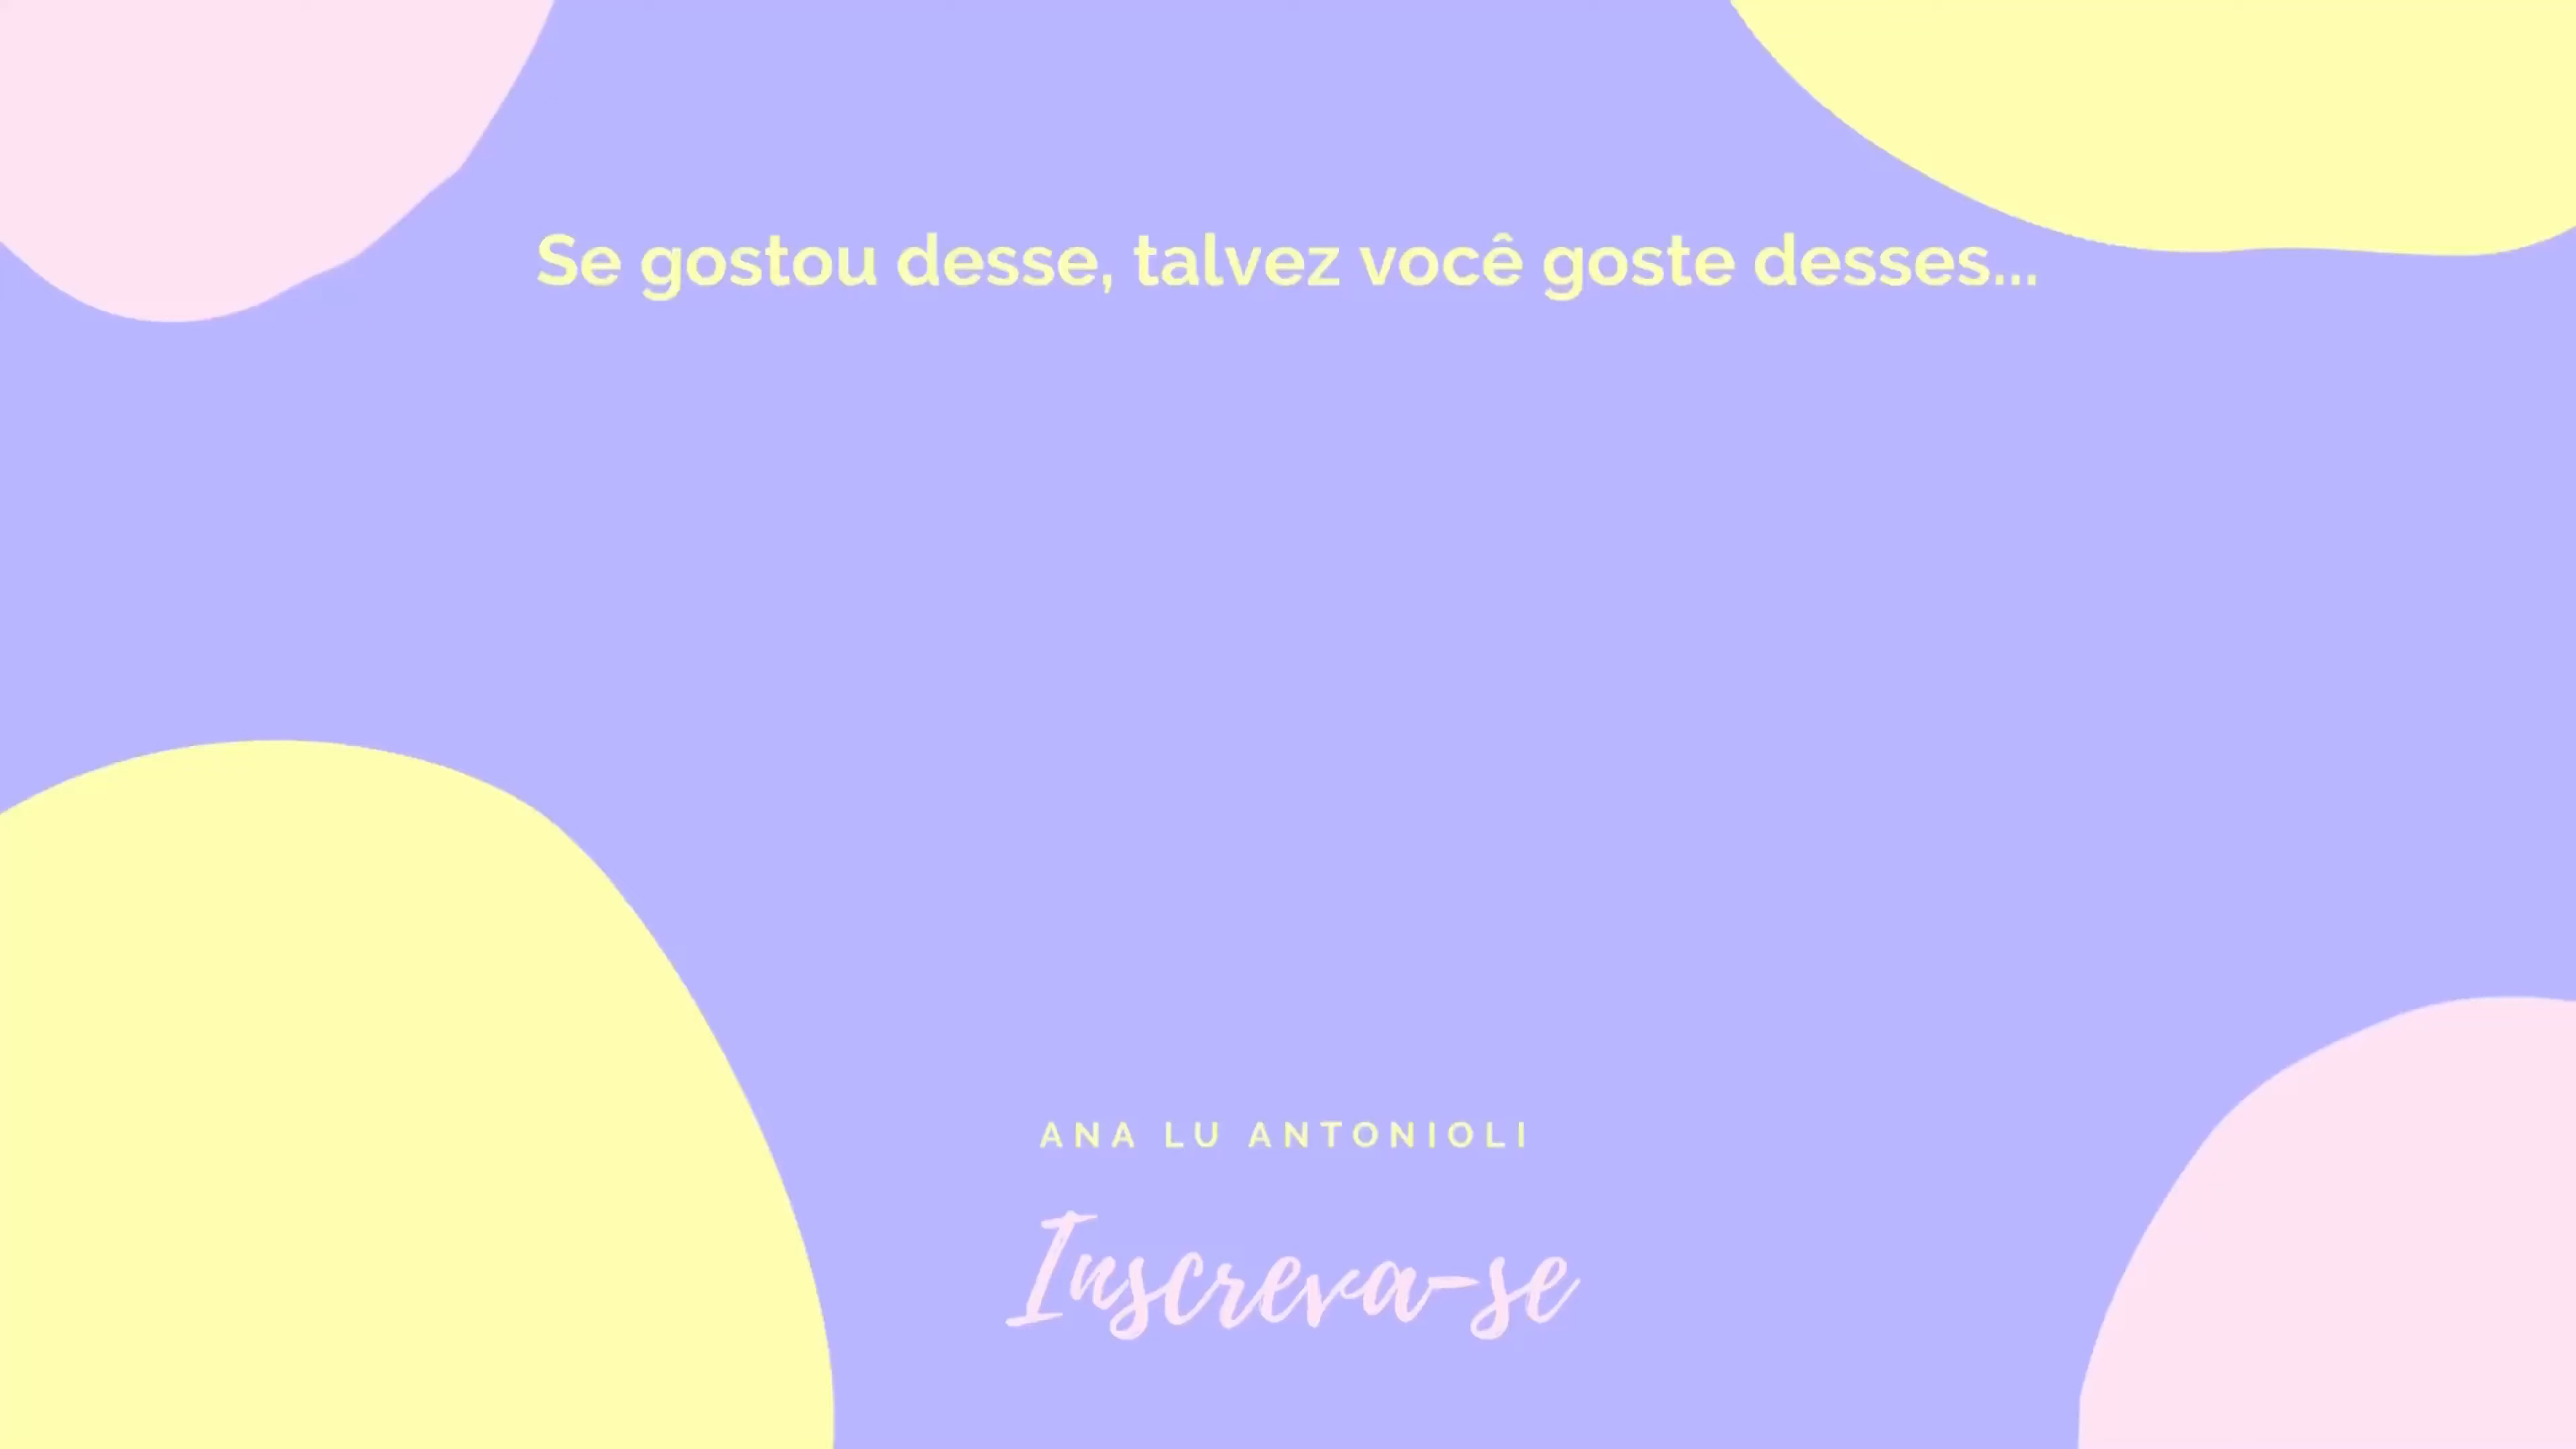 Se gostou desse, talvez você goste desses...
ANA LU ANTONIOLI
Inscreva-se